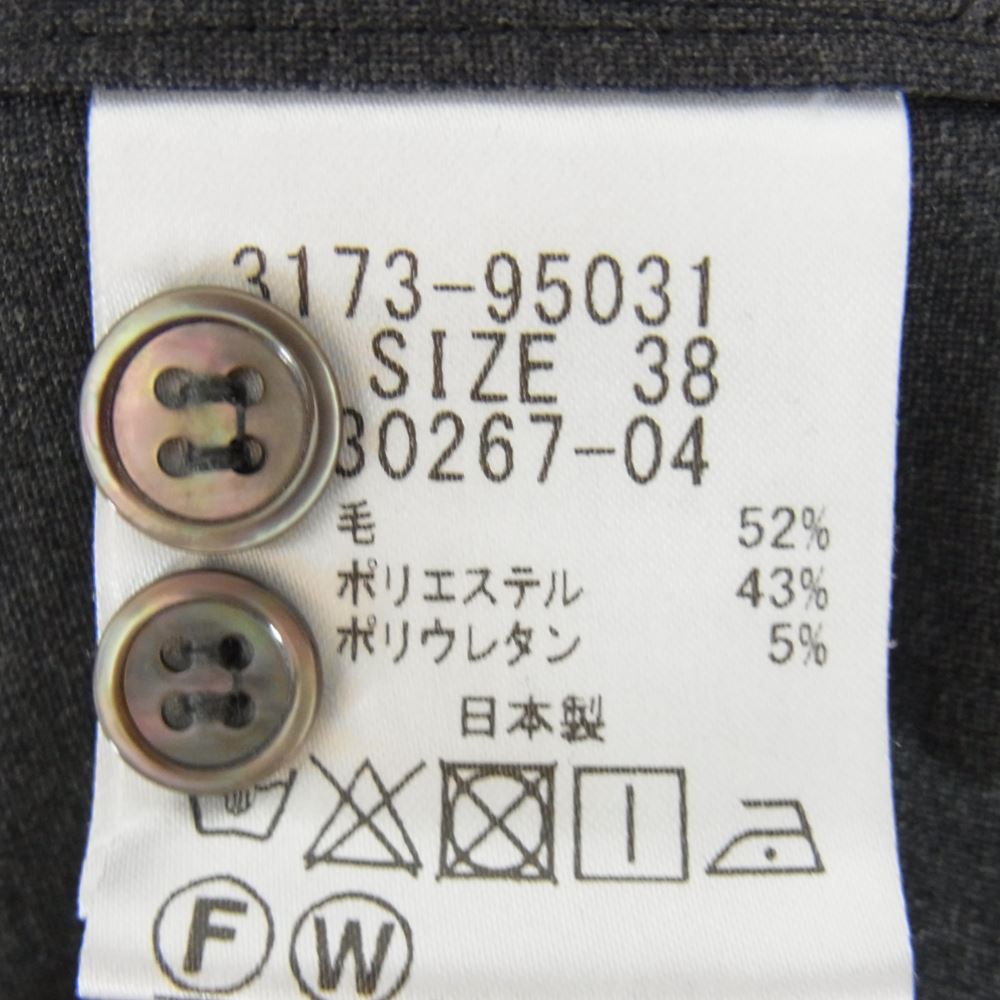 3173-95031
SIZE 38
30267-04
毛 52%
ポリエステル 43%
ポリウレタン 5%
日本製
F W